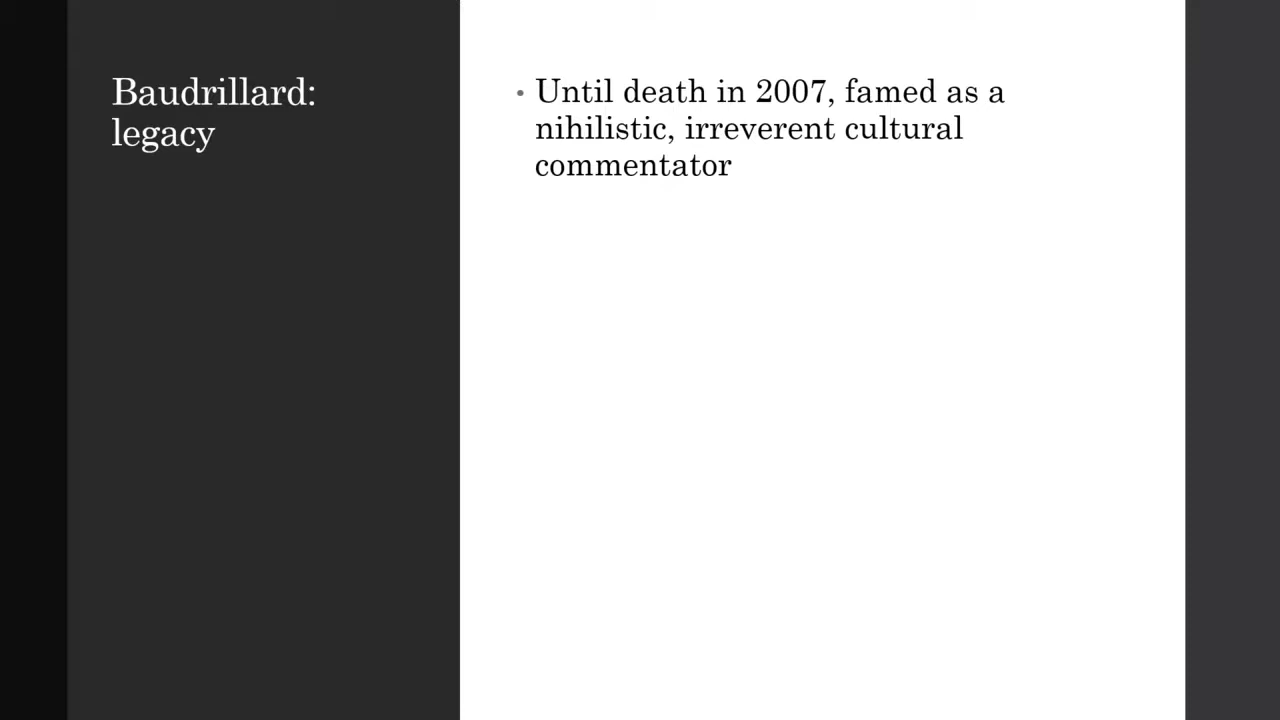 Baudrillard:
legacy
• Until death in 2007, famed as a
nihilistic, irreverent cultural
commentator